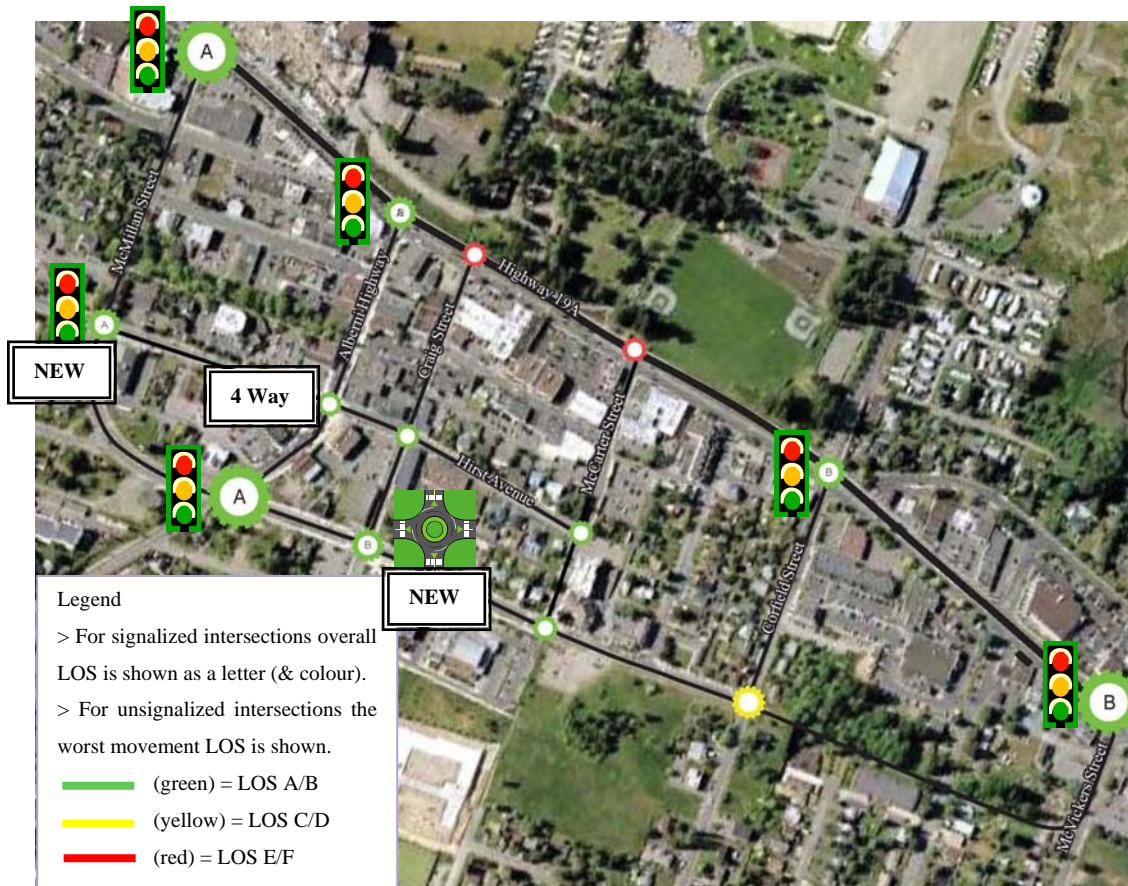 A
McMillan Street
Alberni Highway
Craig Street
Highway 19A
A
NEW
4 Way
Hirst Avenue
McCarter Street
B
A
B
NEW
Corfield Street
B
McVickers Street
Legend
> For signalized intersections overall
LOS is shown as a letter (& colour).
> For unsignalized intersections the
worst movement LOS is shown.
(green) = LOS A/B
(yellow) = LOS C/D
(red) = LOS E/F